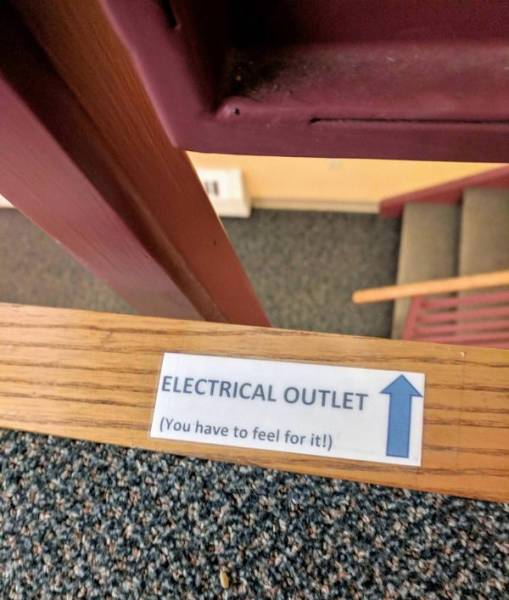 ELECTRICAL OUTLET
(You have to feel for it!)